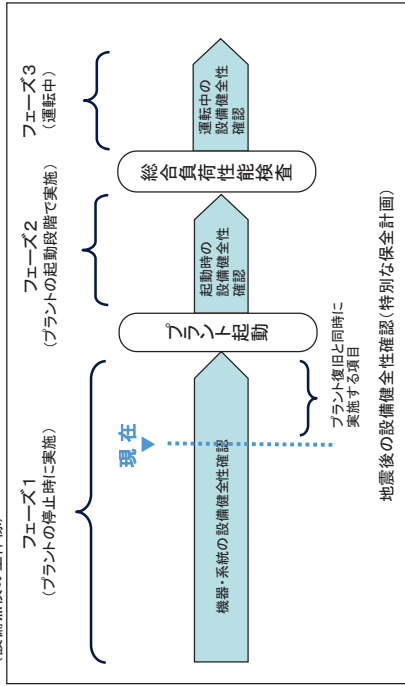 フェーズ1
(プラントの停止時に実施)
フェーズ2
(プラントの起動段階で実施)
フェーズ3
(運転中)
現 在
機器・系統の設備健全性確認
プラント起動
起動時の
設備健全性
確認
総合負荷性能検査
運転中の
設備健全性
確認
プラント復旧と同時に
実施する項目
地震後の設備健全性確認(特別な保全計画)